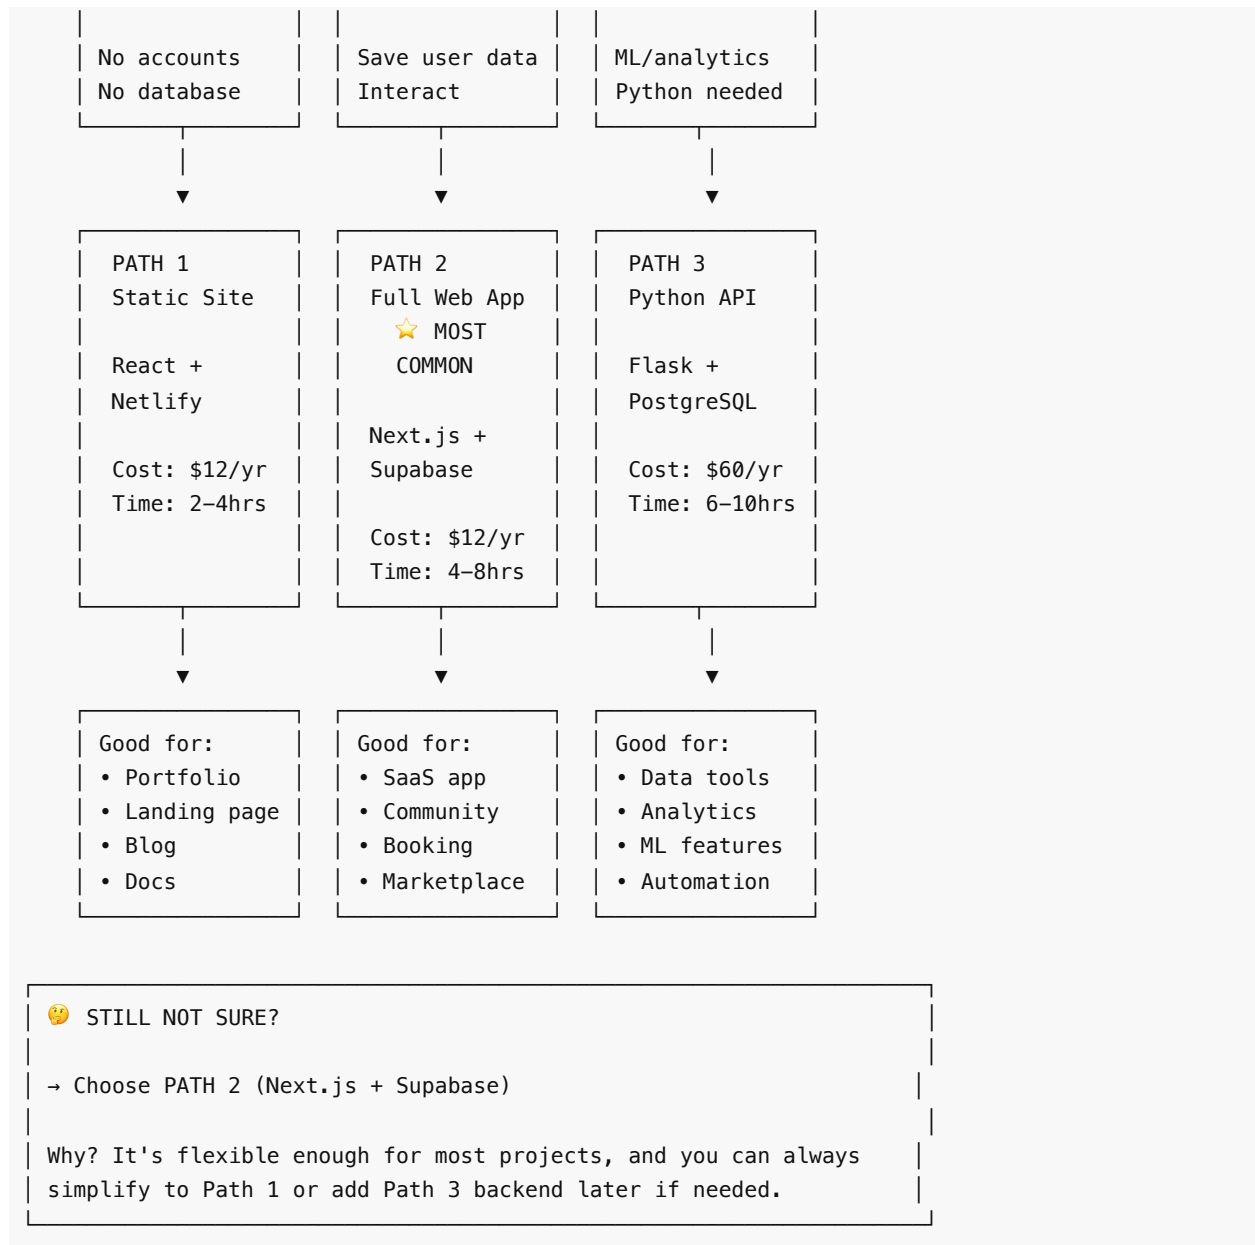 No accounts Save user data ML/analytics
No database Interact Python needed
PATH 1 PATH 2 PATH 3
Static Site Full Web App Python API
⭐ MOST
React + COMMON Flask +
Netlify PostgreSQL
Next.js +
Cost: $12/yr Supabase Cost: $60/yr
Time: 2–4hrs Time: 6–10hrs
Cost: $12/yr
Time: 4–8hrs
Good for: Good for: Good for:
• Portfolio • SaaS app • Data tools
• Landing page • Community • Analytics
• Blog • Booking • ML features
• Docs • Marketplace • Automation
🤔 STILL NOT SURE?
→ Choose PATH 2 (Next.js + Supabase)
Why? It's flexible enough for most projects, and you can always
simplify to Path 1 or add Path 3 backend later if needed.